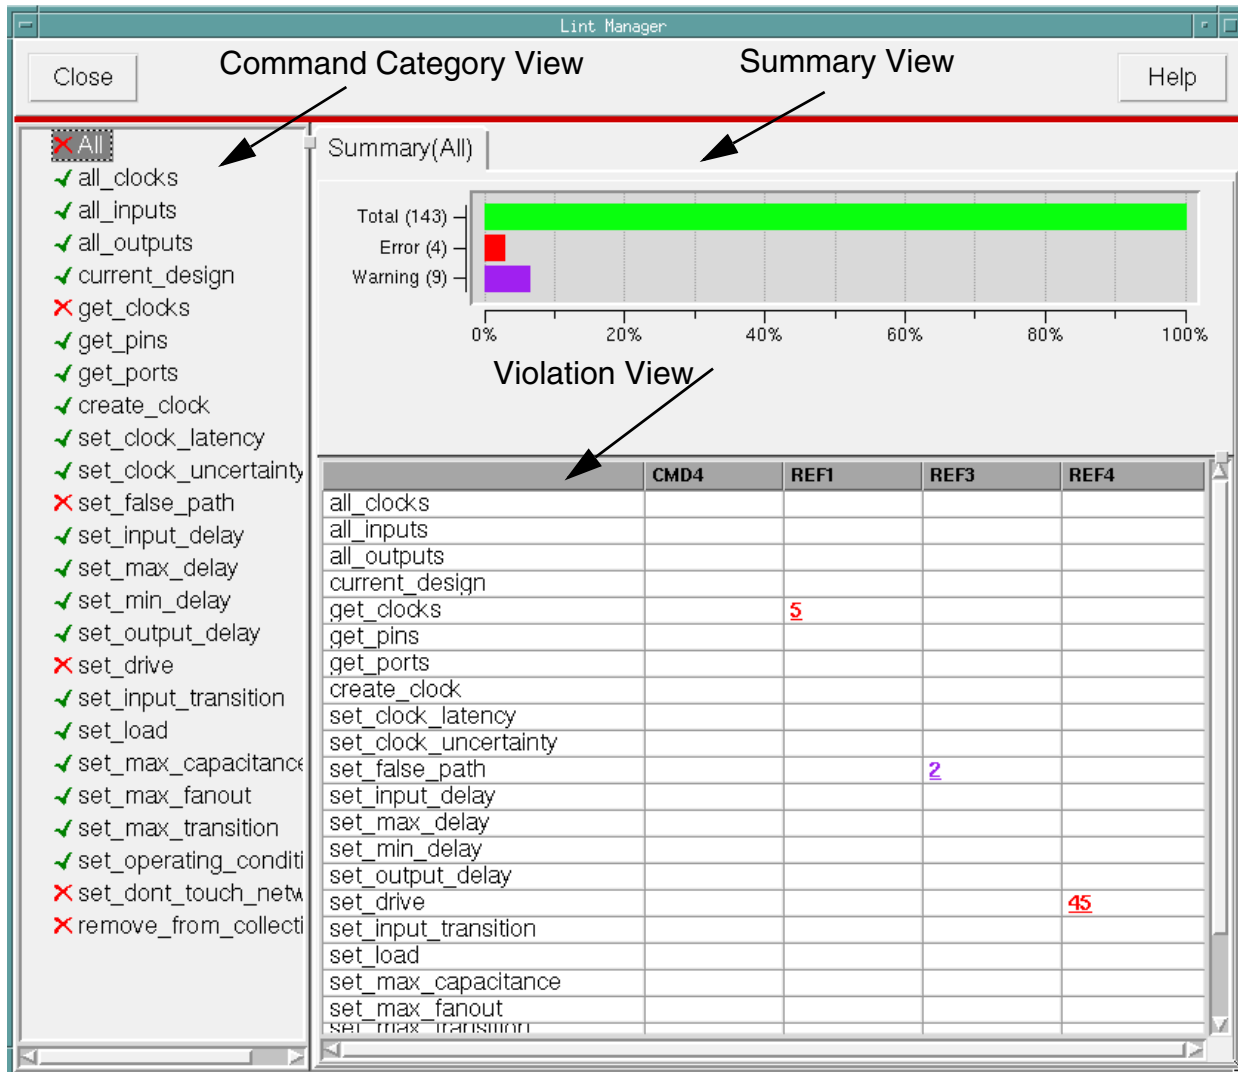 Lint Manager
Close
Command Category View
Summary View
Help
All
all_clocks
all_inputs
all_outputs
current_design
get_clocks
get_pins
get_ports
create_clock
set_clock_latency
set_clock_uncertainty
set_false_path
set_input_delay
set_max_delay
set_min_delay
set_output_delay
set_drive
set_input_transition
set_load
set_max_capacitance
set_max_fanout
set_max_transition
set_operating_conditi
set_dont_touch_netw
remove_from_collecti
Summary(All)
Total (143)
Error (4)
Warning (9)
0% 20% 40% 60% 80% 100%
Violation View
CMD4 REF1 REF3 REF4
all_clocks
all_inputs
all_outputs
current_design
get_clocks 5
get_pins
get_ports
create_clock
set_clock_latency
set_clock_uncertainty
set_false_path 2
set_input_delay
set_max_delay
set_min_delay
set_output_delay
set_drive 45
set_input_transition
set_load
set_max_capacitance
set_max_fanout
set_max_transition